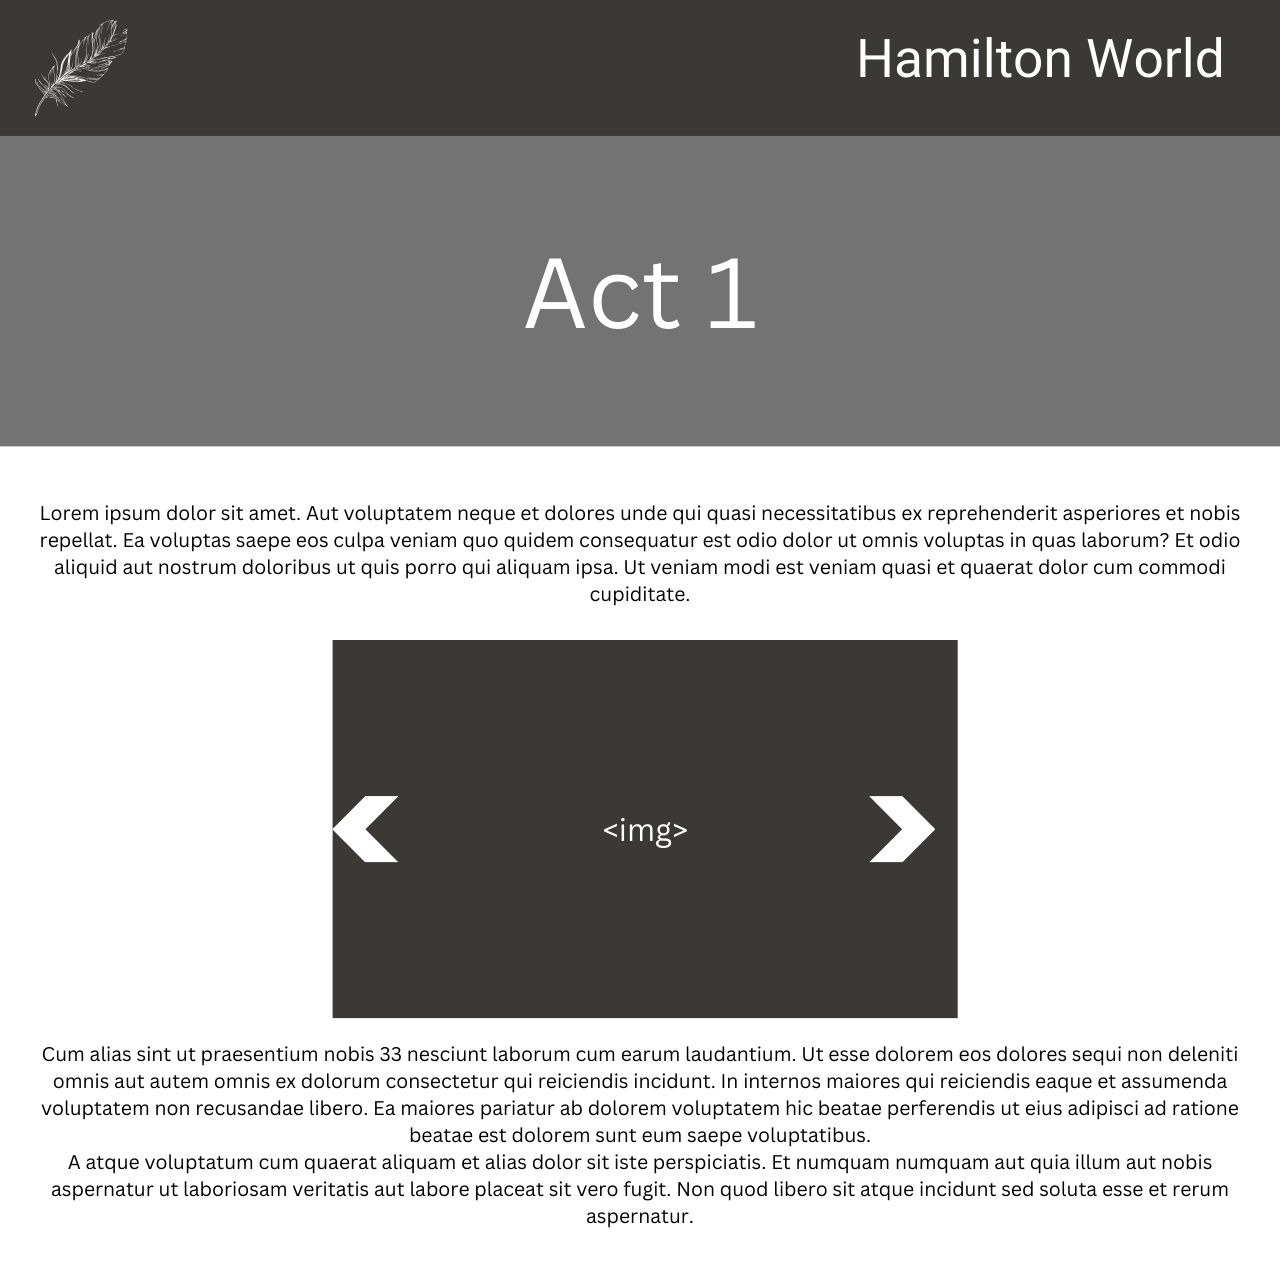 Hamilton World
Act 1
Lorem ipsum dolor sit amet. Aut voluptatem neque et dolores unde qui quasi necessitatibus ex reprehenderit asperiores et nobis
repellat. Ea voluptas saepe eos culpa veniam quo quidem consequatur est odio dolor ut omnis voluptas in quas laborum? Et odio
aliquid aut nostrum doloribus ut quis porro qui aliquam ipsa. Ut veniam modi est veniam quasi et quaerat dolor cum commodi
cupiditate.
<img>
Cum alias sint ut praesentium nobis 33 nesciunt laborum cum earum laudantium. Ut esse dolorem eos dolores sequi non deleniti
omnis aut autem omnis ex dolorum consectetur qui reiciendis incidunt. In internos maiores qui reiciendis eaque et assumenda
voluptatem non recusandae libero. Ea maiores pariatur ab dolorem voluptatem hic beatae perferendis ut eius adipisci ad ratione
beatae est dolorem sunt eum saepe voluptatibus.
A atque voluptatum cum quaerat aliquam et alias dolor sit iste perspiciatis. Et numquam numquam aut quia illum aut nobis
aspernatur ut laboriosam veritatis aut labore placeat sit vero fugit. Non quod libero sit atque incidunt sed soluta esse et rerum
aspernatur.